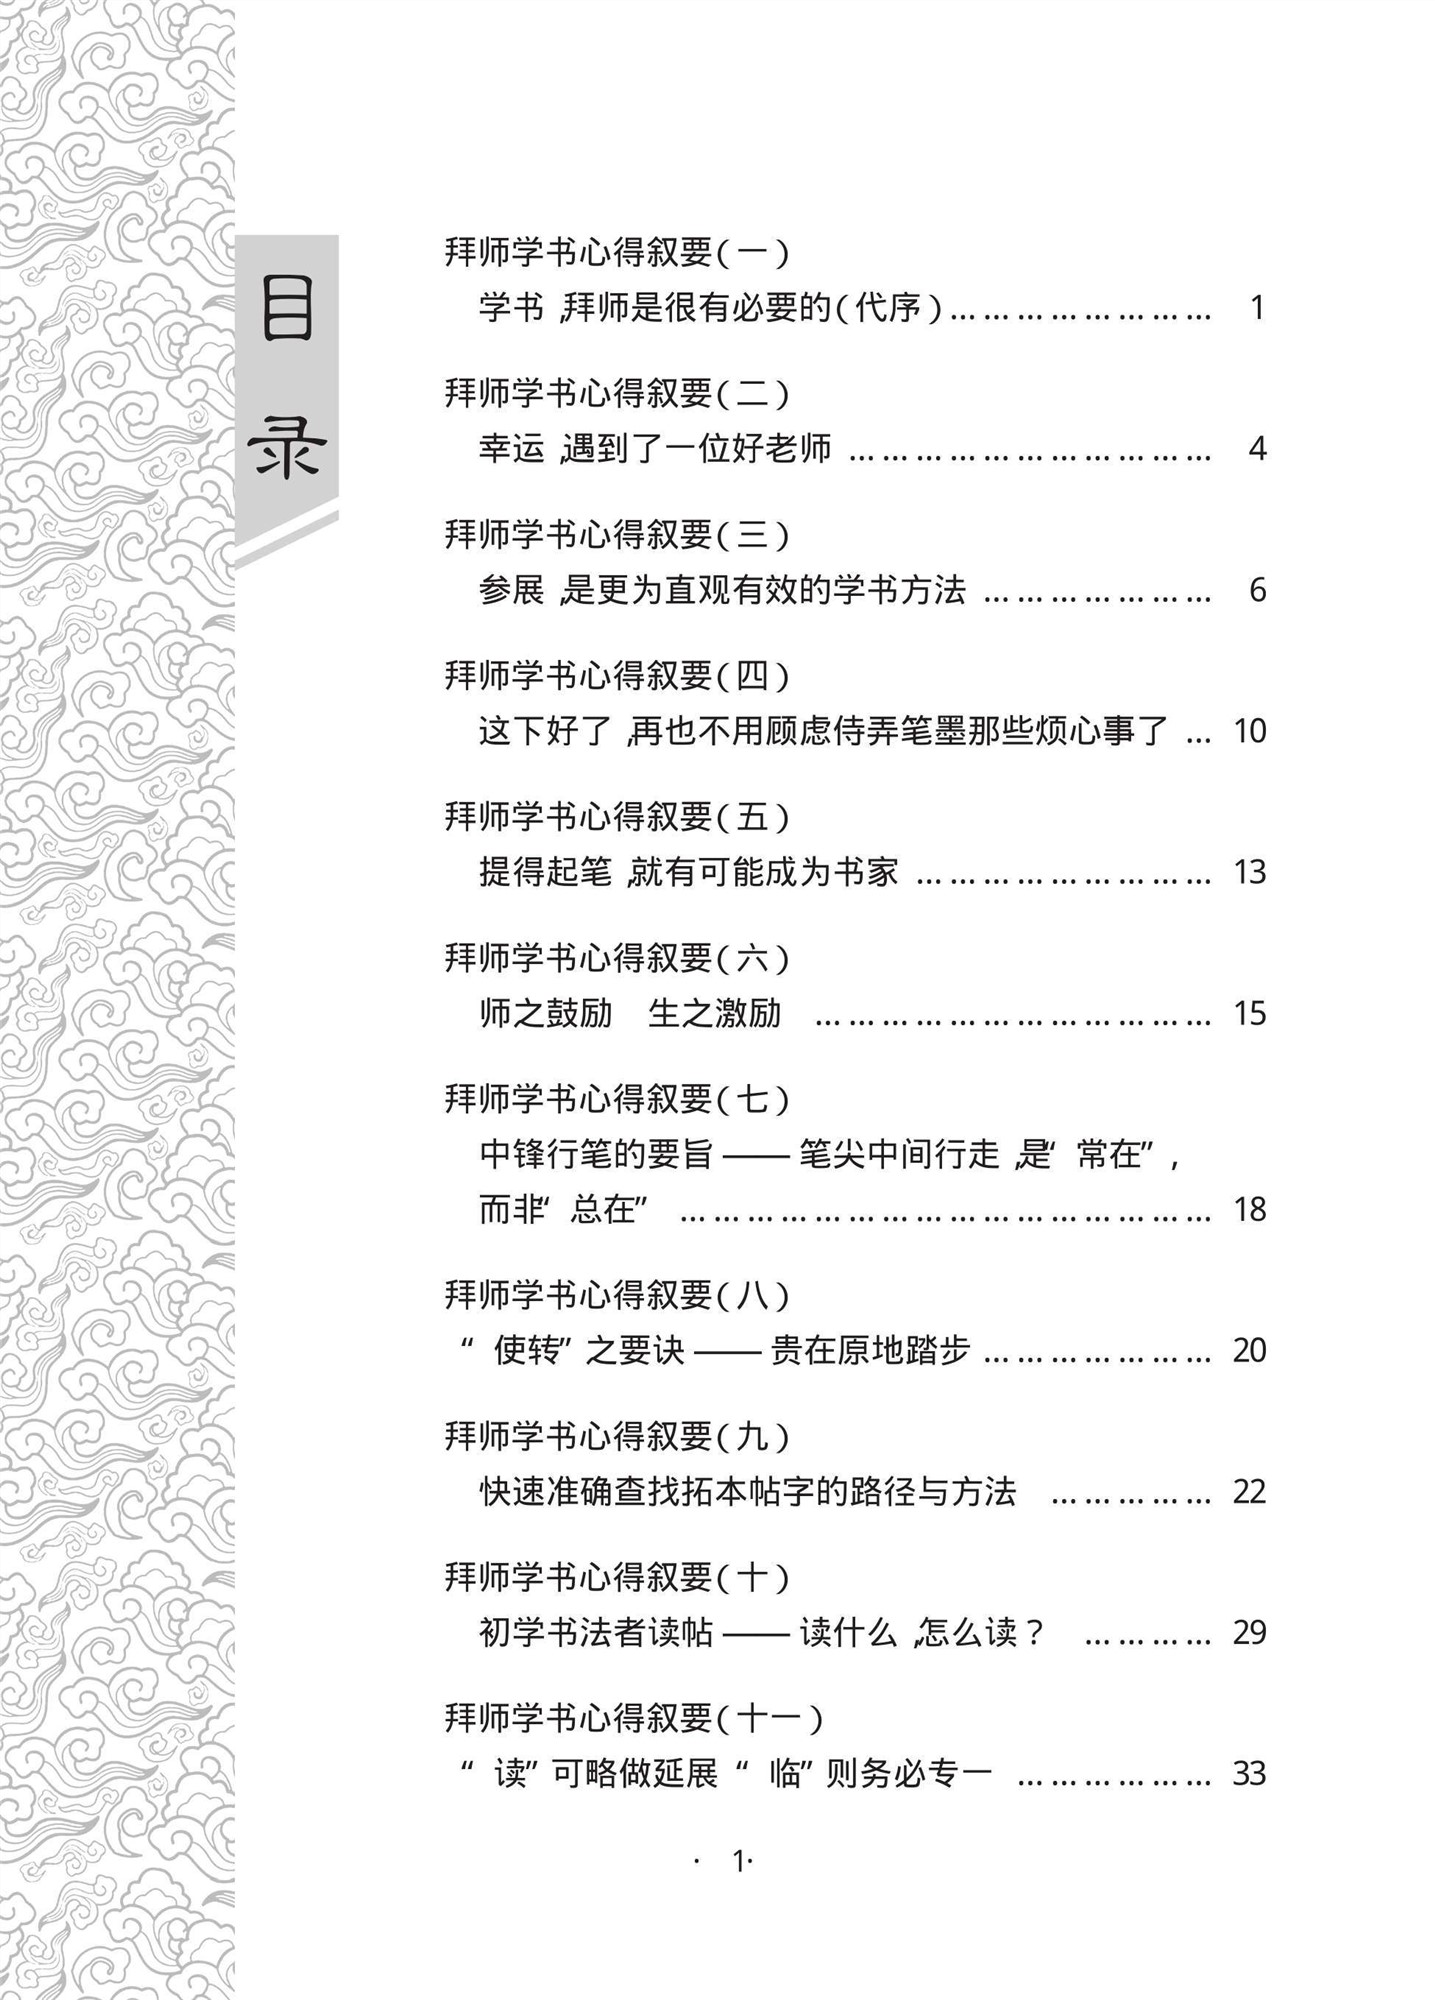 目录
拜师学书心得叙要(一)
学书,拜师是很有必要的(代序)…………………… 1
拜师学书心得叙要(二)
幸运,遇到了一位好老师 ……………………………… 4
拜师学书心得叙要(三)
参展,是更为直观有效的学书方法 ………………… 6
拜师学书心得叙要(四)
这下好了,再也不用顾虑侍弄笔墨那些烦心事了 … 10
拜师学书心得叙要(五)
提得起笔,就有可能成为书家 ……………………… 13
拜师学书心得叙要(六)
师之鼓励 生之激励 ……………………………… 15
拜师学书心得叙要(七)
中锋行笔的要旨——笔尖中间行走,是“常在”,
而非“总在” ………………………………………… 18
拜师学书心得叙要(八)
“使转”之要诀——贵在原地踏步 ………………… 20
拜师学书心得叙要(九)
快速准确查找拓本帖字的路径与方法 …………… 22
拜师学书心得叙要(十)
初学书法者读帖——读什么,怎么读? ………… 29
拜师学书心得叙要(十一)
“读”可略做延展 “临”则务必专一 ……………… 33
· 1·